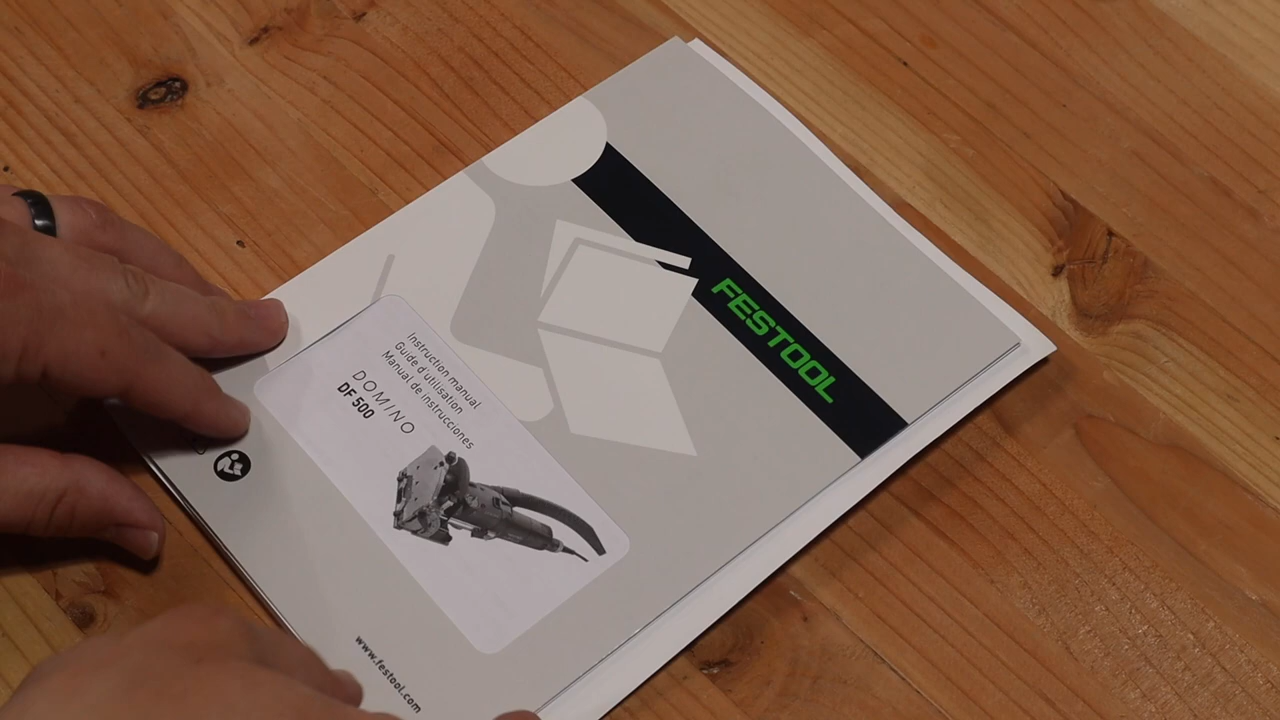 FESTOOL
Instruction manual
Guide d'utilisation
Manual de instrucciones
DOMINO
DF 500
www.festool.com